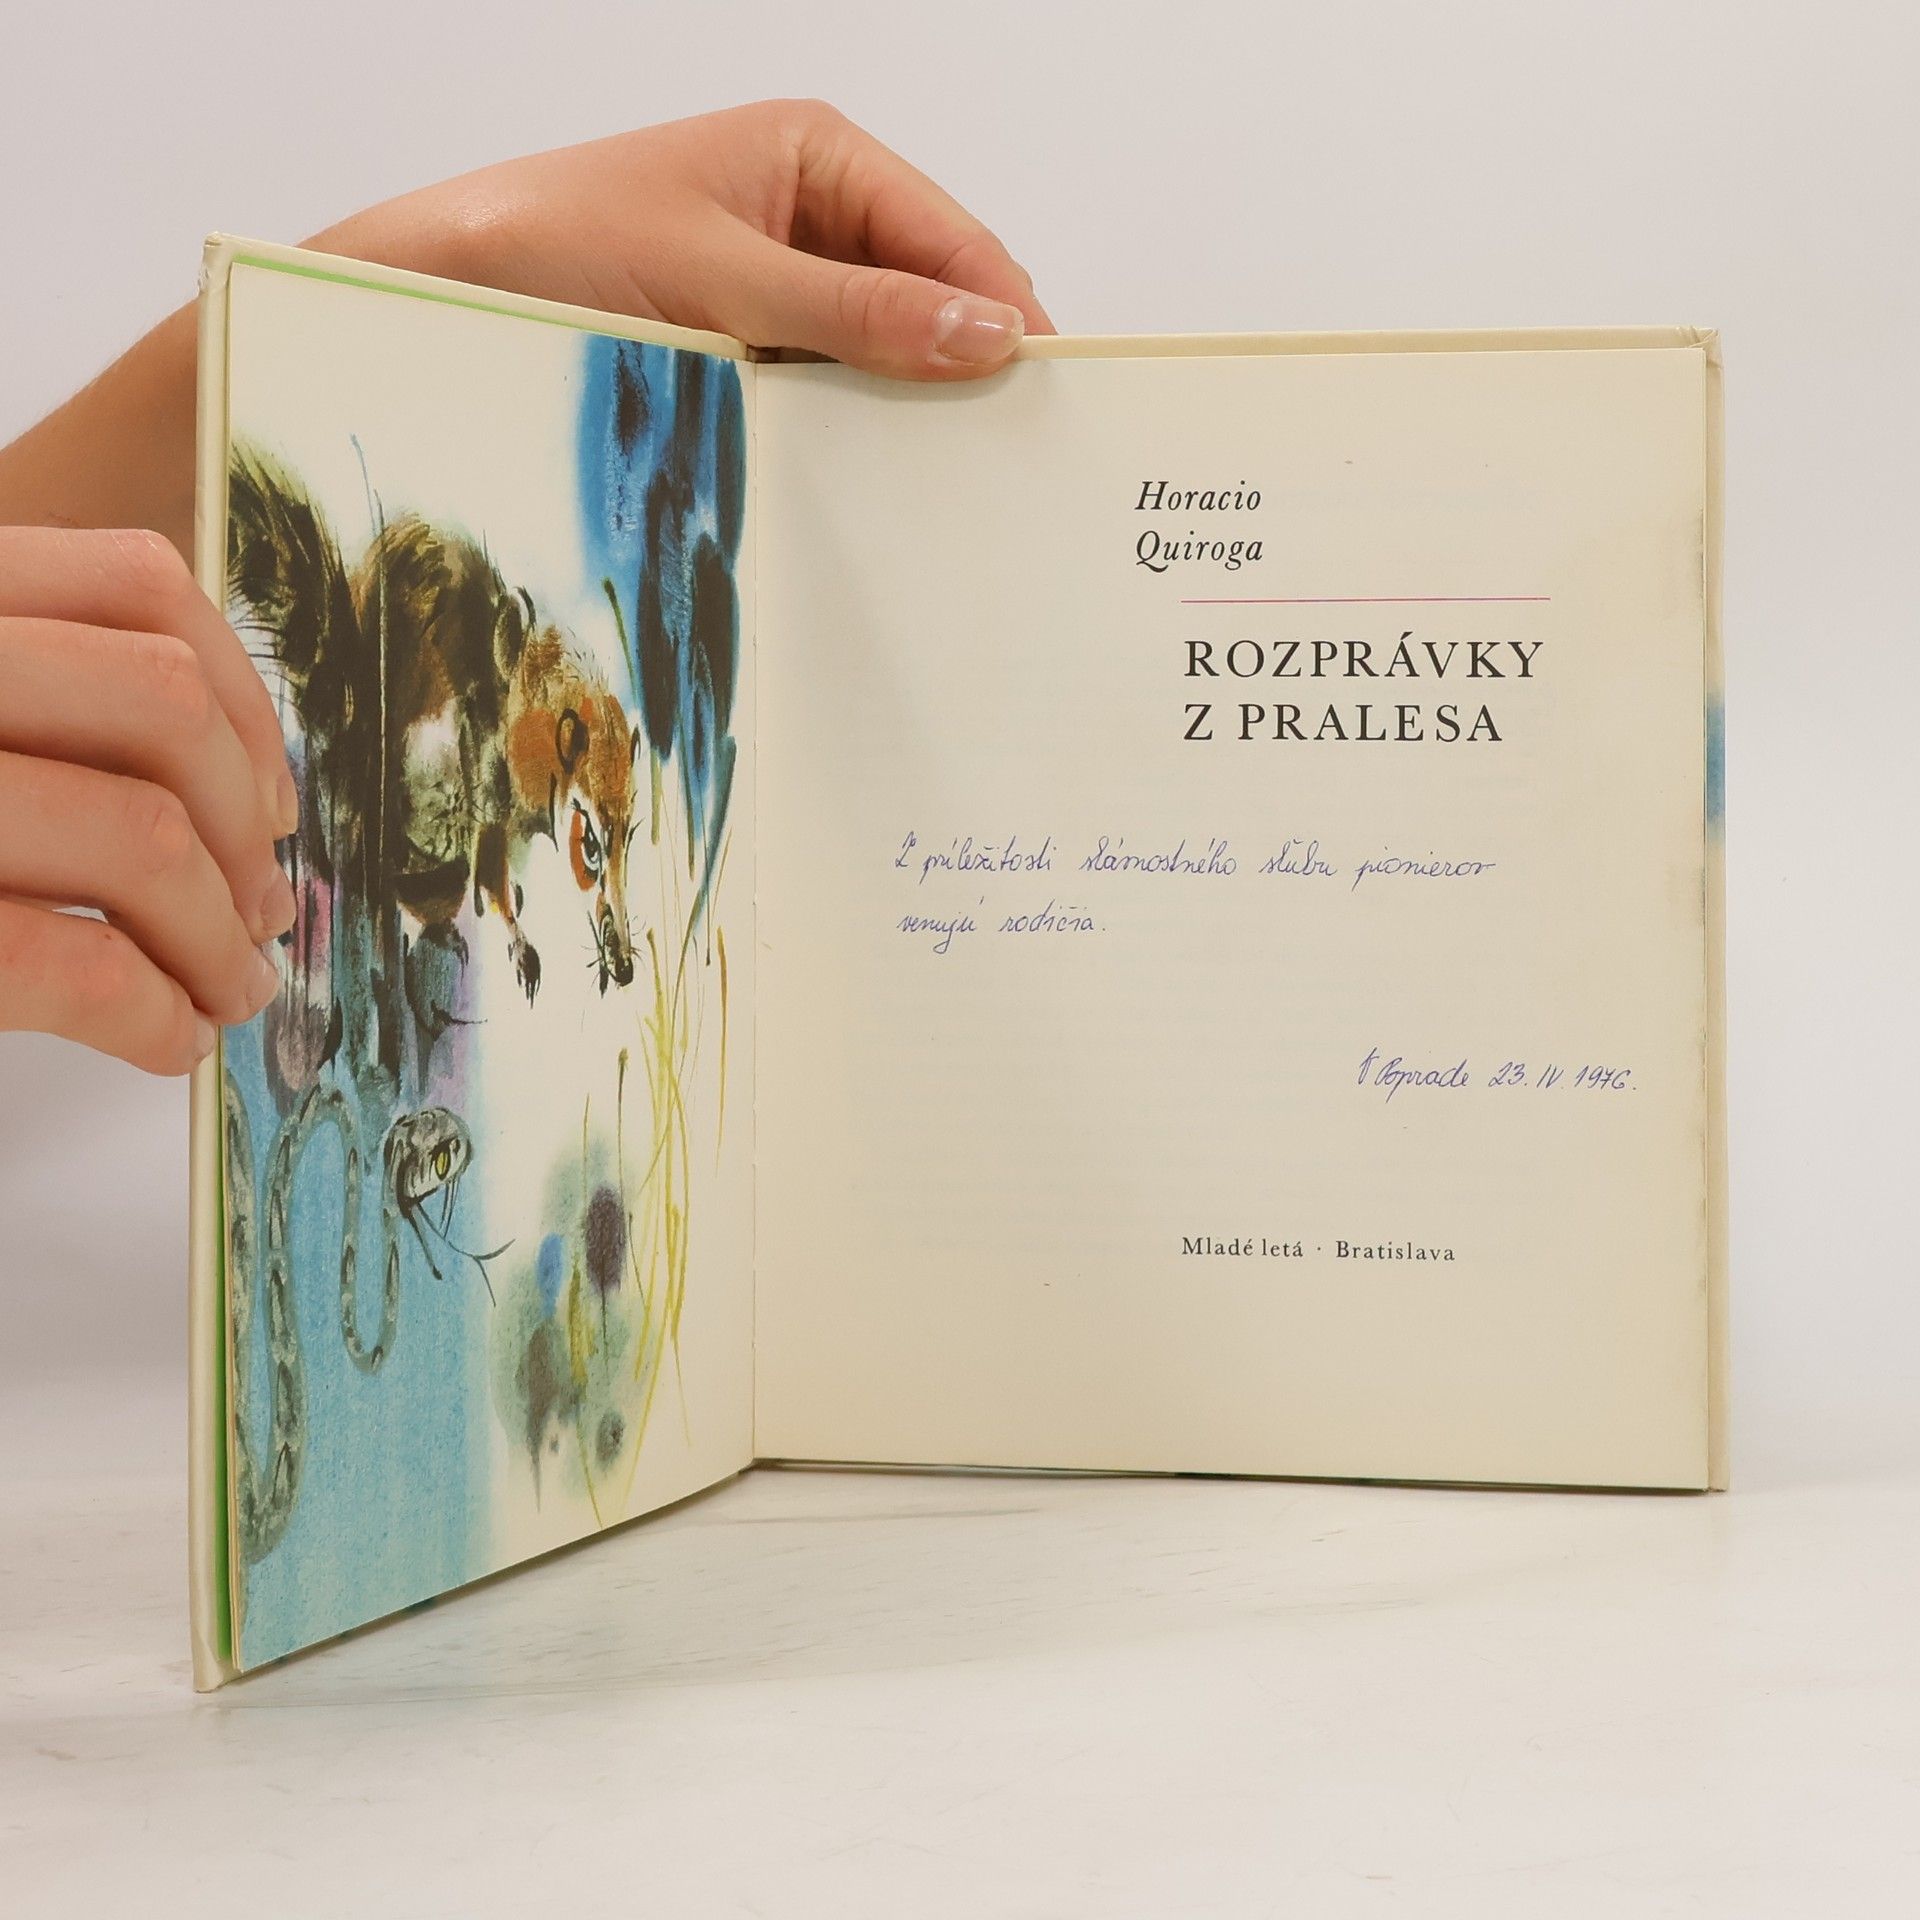 Horacio
Quiroga
ROZPRÁVKY
Z PRALESA
Z príležitosti slávnostného sľubu pionierov
venujú rodičia.
V Poprade 23. IV. 1976.
Mladé letá · Bratislava